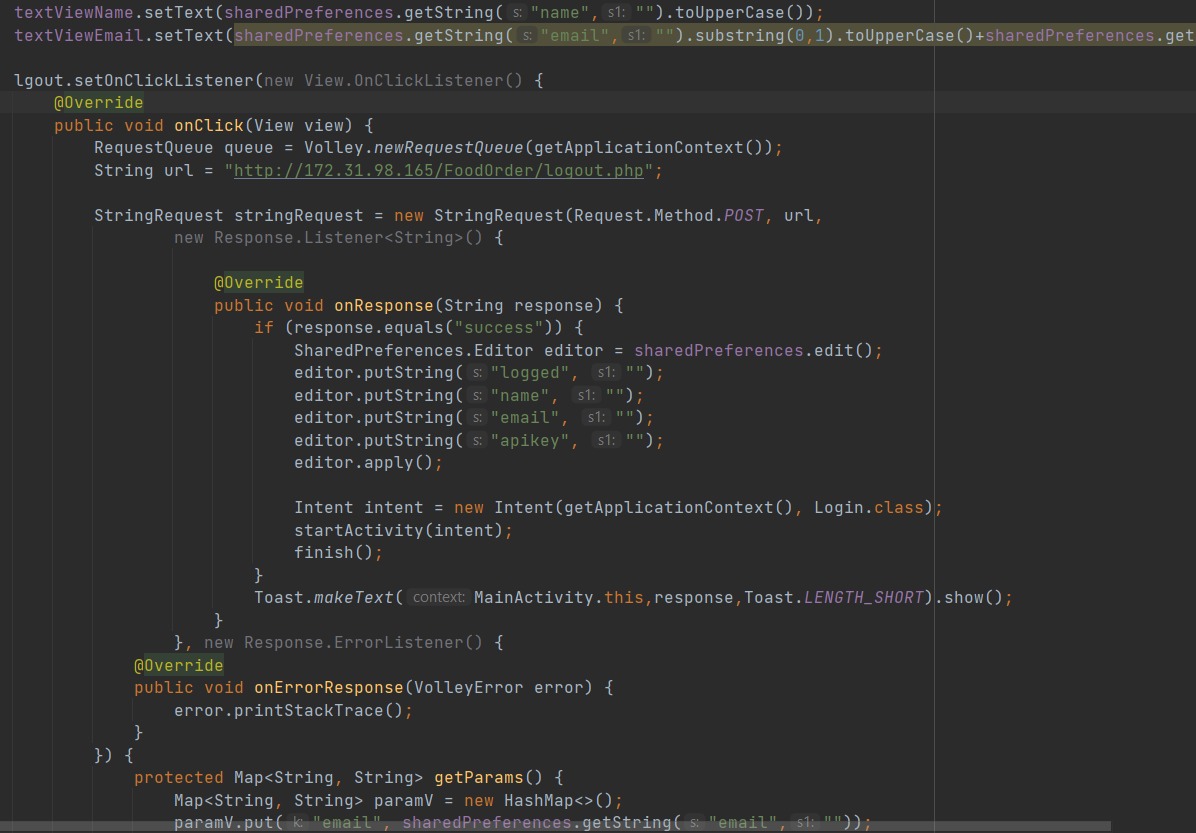 textViewName.setText(sharedPreferences.getString( s: "name", s1: "").toUpperCase());
textViewEmail.setText(sharedPreferences.getString( s: "email", s1: "").substring(0,1).toUpperCase()+sharedPreferences.get
lgout.setOnClickListener(new View.OnClickListener() {
@Override
public void onClick(View view) {
RequestQueue queue = Volley.newRequestQueue(getApplicationContext());
String url = "http://172.31.98.165/FoodOrder/logout.php";
StringRequest stringRequest = new StringRequest(Request.Method.POST, url,
new Response.Listener<String>() {
@Override
public void onResponse(String response) {
if (response.equals("success")) {
SharedPreferences.Editor editor = sharedPreferences.edit();
editor.putString( s: "logged", s1: "");
editor.putString( s: "name", s1: "");
editor.putString( s: "email", s1: "");
editor.putString( s: "apikey", s1: "");
editor.apply();
Intent intent = new Intent(getApplicationContext(), Login.class);
startActivity(intent);
finish();
}
Toast.makeText( context: MainActivity.this,response,Toast.LENGTH_SHORT).show();
}
}, new Response.ErrorListener() {
@Override
public void onErrorResponse(VolleyError error) {
error.printStackTrace();
}
}) {
protected Map<String, String> getParams() {
Map<String, String> paramV = new HashMap<>();
paramV.put( k: "email", sharedPreferences.getString( s: "email", s1: ""));